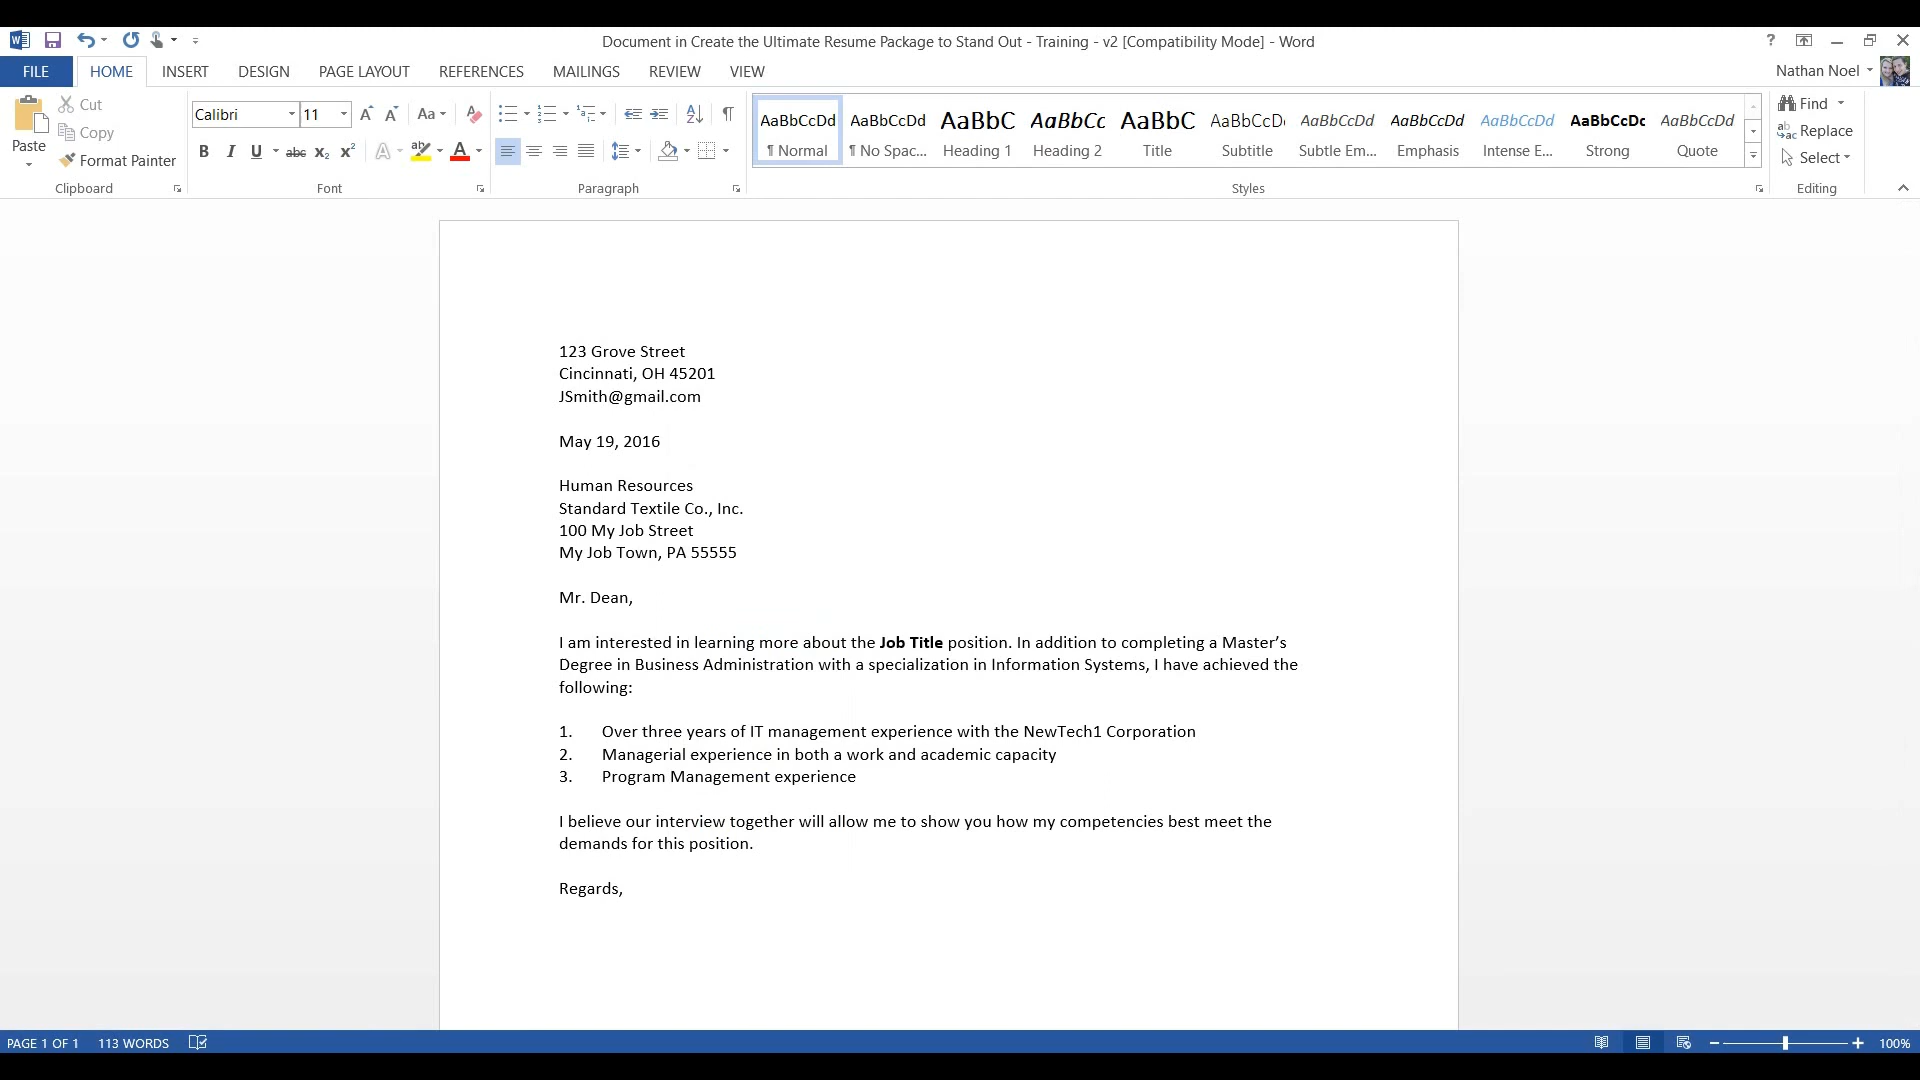 Document in Create the Ultimate Resume Package to Stand Out - Training - v2 [Compatibility Mode] - Word
?
FILE HOME INSERT DESIGN PAGE LAYOUT REFERENCES MAILINGS REVIEW VIEW
Nathan Noel
Paste
Cut
Copy
Format Painter
Clipboard
Calibri 11
Aa
B I U abc X₂ X²
A ab A
Font
Paragraph
AaBbCcDd AaBbCcDd AaBbC AaBbCc AaBbC AaBbCcDc AaBbCcDd AaBbCcDd AaBbCcDd AaBbCcDc AaBbCcDd
¶ Normal ¶ No Spac... Heading 1 Heading 2 Title Subtitle Subtle Em... Emphasis Intense E... Strong Quote
Styles
Find
Replace
Select
Editing
123 Grove Street
Cincinnati, OH 45201
JSmith@gmail.com
May 19, 2016
Human Resources
Standard Textile Co., Inc.
100 My Job Street
My Job Town, PA 55555
Mr. Dean,
I am interested in learning more about the Job Title position. In addition to completing a Master’s
Degree in Business Administration with a specialization in Information Systems, I have achieved the
following:
1. Over three years of IT management experience with the NewTech1 Corporation
2. Managerial experience in both a work and academic capacity
3. Program Management experience
I believe our interview together will allow me to show you how my competencies best meet the
demands for this position.
Regards,
PAGE 1 OF 1 113 WORDS
100%